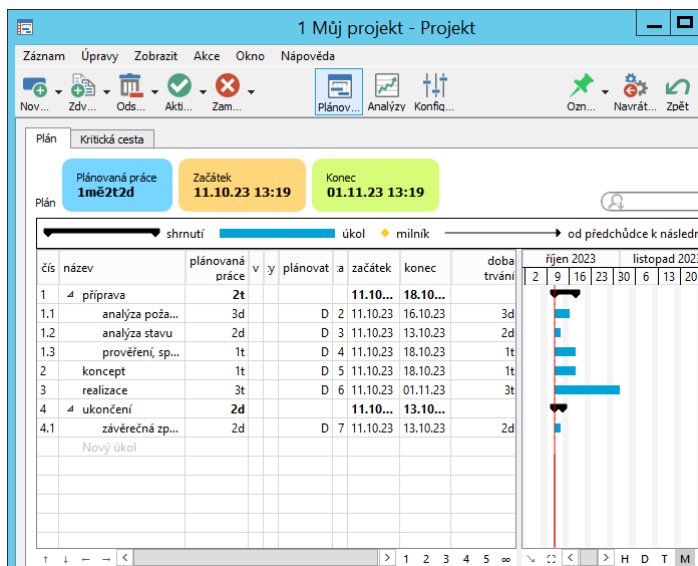 1 Můj projekt - Projekt
Záznam Úpravy Zobrazit Akce Okno Nápověda
Nov... Zdv... Ods... Akti... Zam... Plánov... Analýzy Konfig... Ozn... Navrát... Zpět
Plán Kritická cesta
Plánovaná práce
1mě2t2d
Začátek
11.10.23 13:19
Konec
01.11.23 13:19
Plán
shrnutí úkol milník od předchůdce k následn
čís název plánovaná práce v :y plánovat :a začátek konec doba trvání
říjen 2023 listopad 2023
2 9 16 23 30 6 13 20
1 příprava 2t 11.10... 18.10...
1.1 analýza poža... 3d D 2 11.10.23 16.10.23 3d
1.2 analýza stavu 2d D 3 11.10.23 13.10.23 2d
1.3 prověření, sp... 1t D 4 11.10.23 18.10.23 1t
2 koncept 1t D 5 11.10.23 18.10.23 1t
3 realizace 3t D 6 11.10.23 01.11.23 3t
4 ukončení 2d 11.10... 13.10...
4.1 závěrečná zp... 2d D 7 11.10.23 13.10.23 2d
Nový úkol
1 2 3 4 5 ∞ H D T M